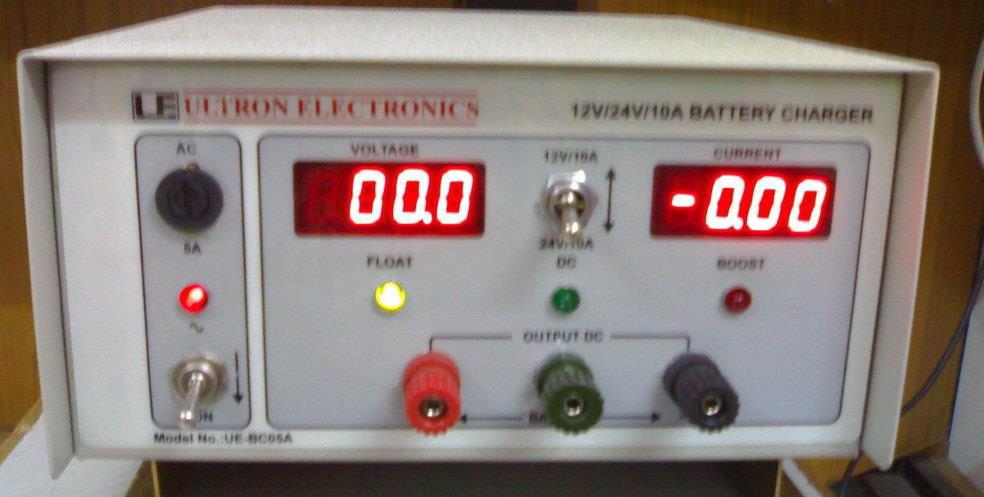 UE ULTRON ELECTRONICS
12V/24V/10A BATTERY CHARGER
AC
5A
~
ON
VOLTAGE
00.0
12V/10A
24V/10A
CURRENT
-0.00
FLOAT
DC
BOOST
OUTPUT DC
Model No.:UE-BC05A